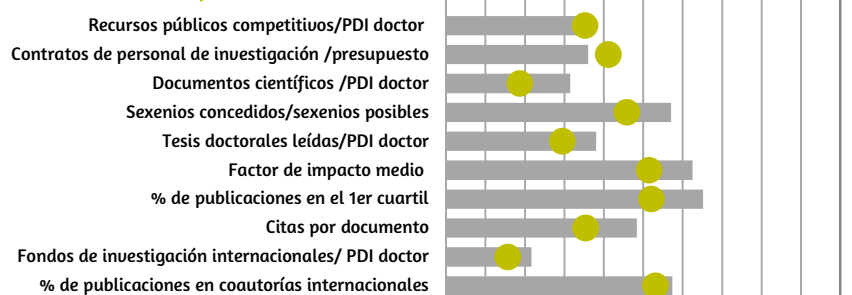 Recursos públicos competitivos/PDI doctor
Contratos de personal de investigación /presupuesto
Documentos científicos /PDI doctor
Sexenios concedidos/sexenios posibles
Tesis doctorales leídas/PDI doctor
Factor de impacto medio
% de publicaciones en el 1er cuartil
Citas por documento
Fondos de investigación internacionales/ PDI doctor
% de publicaciones en coautorías internacionales